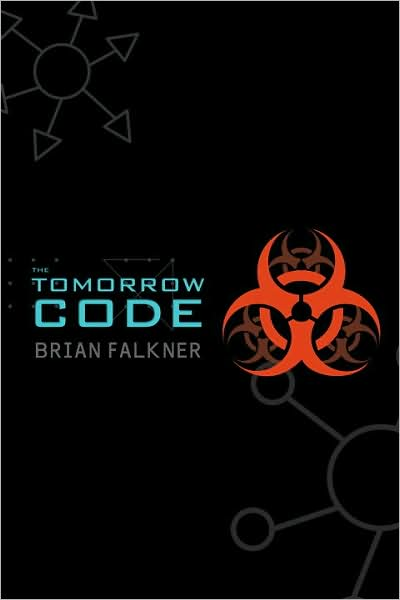 THE
TOMORROW
CODE
BRIAN FALKNER